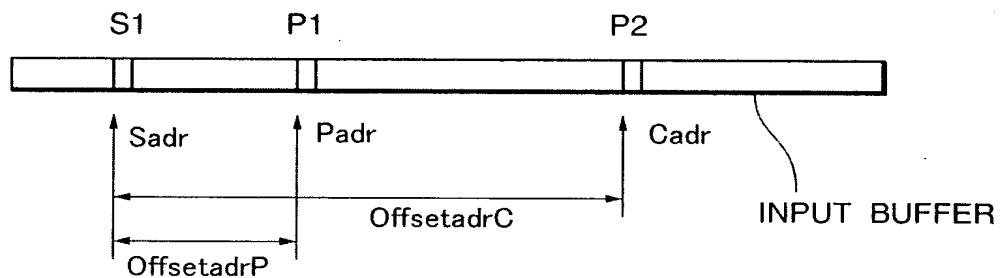 S1 P1 P2
Sadr Padr Cadr
OffsetadrC
INPUT BUFFER
OffsetadrP